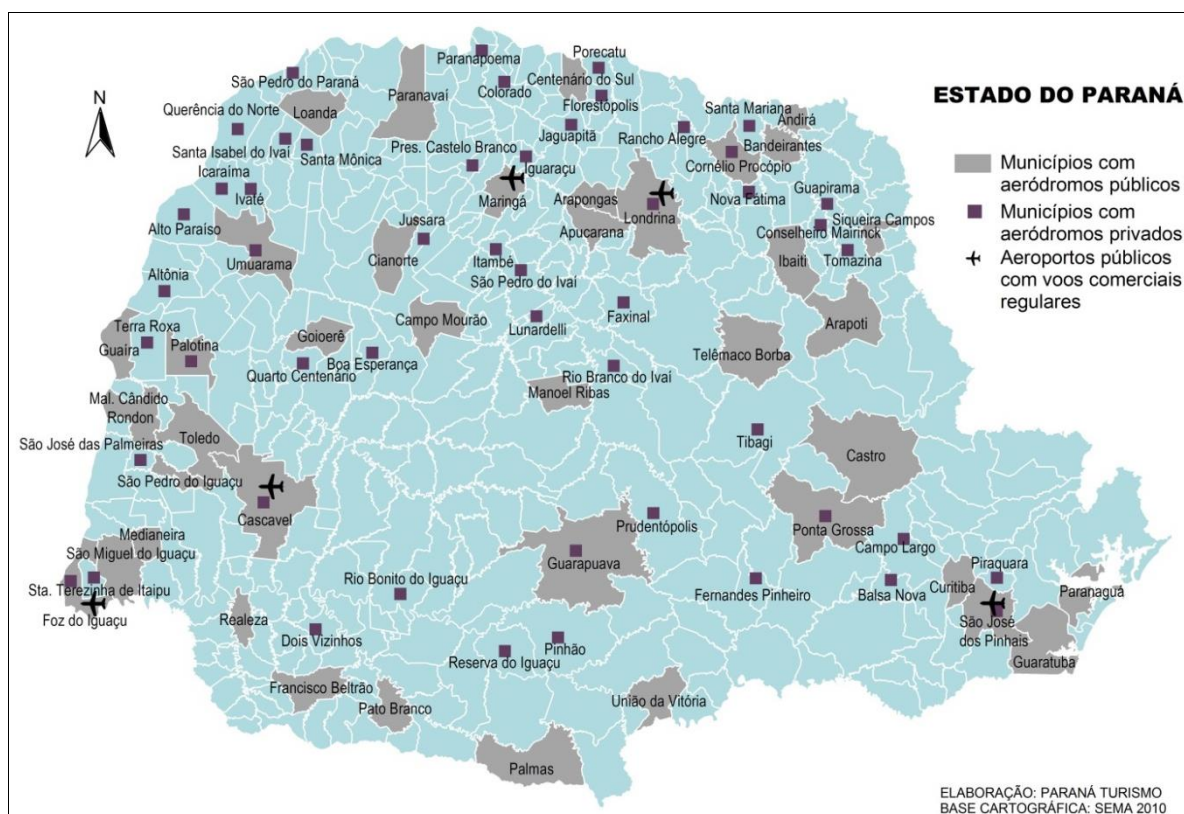 Porecatu
Paranapoema
São Pedro do Paraná
Centenário do Sul
Colorado
Paranavaí
Florestópolis
N
ESTADO DO PARANÁ
Querência do Norte
Loanda
Santa Mariana
Andirá
Jaguapitã
Rancho Alegre
Bandeirantes
Santa Isabel do Ivaí
Santa Mônica
Pres. Castelo Branco
Iguaraçu
Cornélio Procópio
Municípios com
aeródromos públicos
Icaraíma
Ivaté
Maringá
Arapongas
Londrina
Nova Fátima
Guapirama
Municípios com
aeródromos privados
Alto Paraíso
Jussara
Apucarana
Siqueira Campos
Conselheiro Mairinck
Umuarama
Cianorte
Itambé
Ibaiti
Tomazina
Aeroportos públicos
com voos comerciais
regulares
Altônia
São Pedro do Ivaí
Terra Roxa
Campo Mourão
Lunardelli
Faxinal
Arapoti
Guaíra
Palotina
Goioerê
Boa Esperança
Telêmaco Borba
Quarto Centenário
Rio Branco do Ivaí
Manoel Ribas
Mal. Cândido
Rondon
Toledo
São José das Palmeiras
Tibagi
Castro
São Pedro do Iguaçu
Cascavel
Prudentópolis
Ponta Grossa
Medianeira
São Miguel do Iguaçu
Campo Largo
Guarapuava
Piraquara
Sta. Terezinha de Itaipu
Rio Bonito do Iguaçu
Fernandes Pinheiro
Balsa Nova
Curitiba
Paranaguá
Foz do Iguaçu
Realeza
São José
dos Pinhais
Dois Vizinhos
Pinhão
Reserva do Iguaçu
Guaratuba
Francisco Beltrão
Pato Branco
União da Vitória
Palmas
ELABORAÇÃO: PARANÁ TURISMO
BASE CARTOGRÁFICA: SEMA 2010